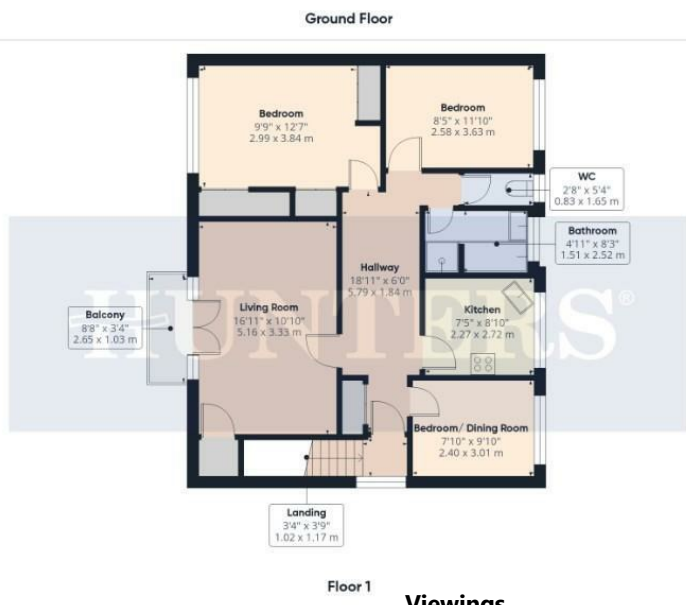 Ground Floor
Bedroom
9'9" x 12'7"
2.99 x 3.84 m
Bedroom
8'5" x 11'10"
2.58 x 3.63 m
WC
2'8" x 5'4"
0.83 x 1.65 m
Bathroom
4'11" x 8'3"
1.51 x 2.52 m
Hallway
18'11" x 6'0"
5.79 x 1.84 m
Living Room
16'11" x 10'10"
5.16 x 3.33 m
Kitchen
7'5" x 8'10"
2.27 x 2.72 m
Balcony
8'8" x 3'4"
2.65 x 1.03 m
HUNTERS®
Bedroom/ Dining Room
7'10" x 9'10"
2.40 x 3.01 m
Landing
3'4" x 3'9"
1.02 x 1.17 m
Floor 1
Viewings